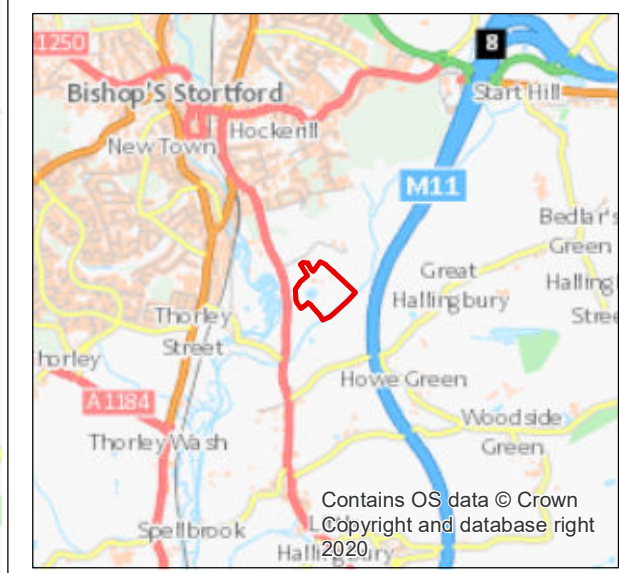 1250
8
Bishop'S Stortford
Start Hill
Hockerill
New Town
M11
Bedlar's
Green
Great
Hallingbury
Halling
Stree
Thorley
Street
horley
Howe Green
A1184
Woodside
Green
Thorley Wash
Spellbrook
Hallingbury
Contains OS data © Crown
Copyright and database right
2020